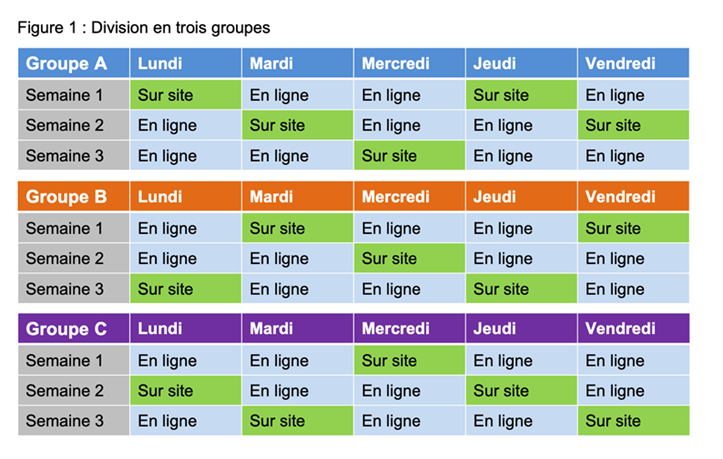 Figure 1 : Division en trois groupes
Groupe A Lundi Mardi Mercredi Jeudi Vendredi
Semaine 1 Sur site En ligne En ligne Sur site En ligne
Semaine 2 En ligne Sur site En ligne En ligne Sur site
Semaine 3 En ligne En ligne Sur site En ligne En ligne
Groupe B Lundi Mardi Mercredi Jeudi Vendredi
Semaine 1 En ligne Sur site En ligne En ligne Sur site
Semaine 2 En ligne En ligne Sur site En ligne En ligne
Semaine 3 Sur site En ligne En ligne Sur site En ligne
Groupe C Lundi Mardi Mercredi Jeudi Vendredi
Semaine 1 En ligne En ligne Sur site En ligne En ligne
Semaine 2 Sur site En ligne En ligne Sur site En ligne
Semaine 3 En ligne Sur site En ligne En ligne Sur site